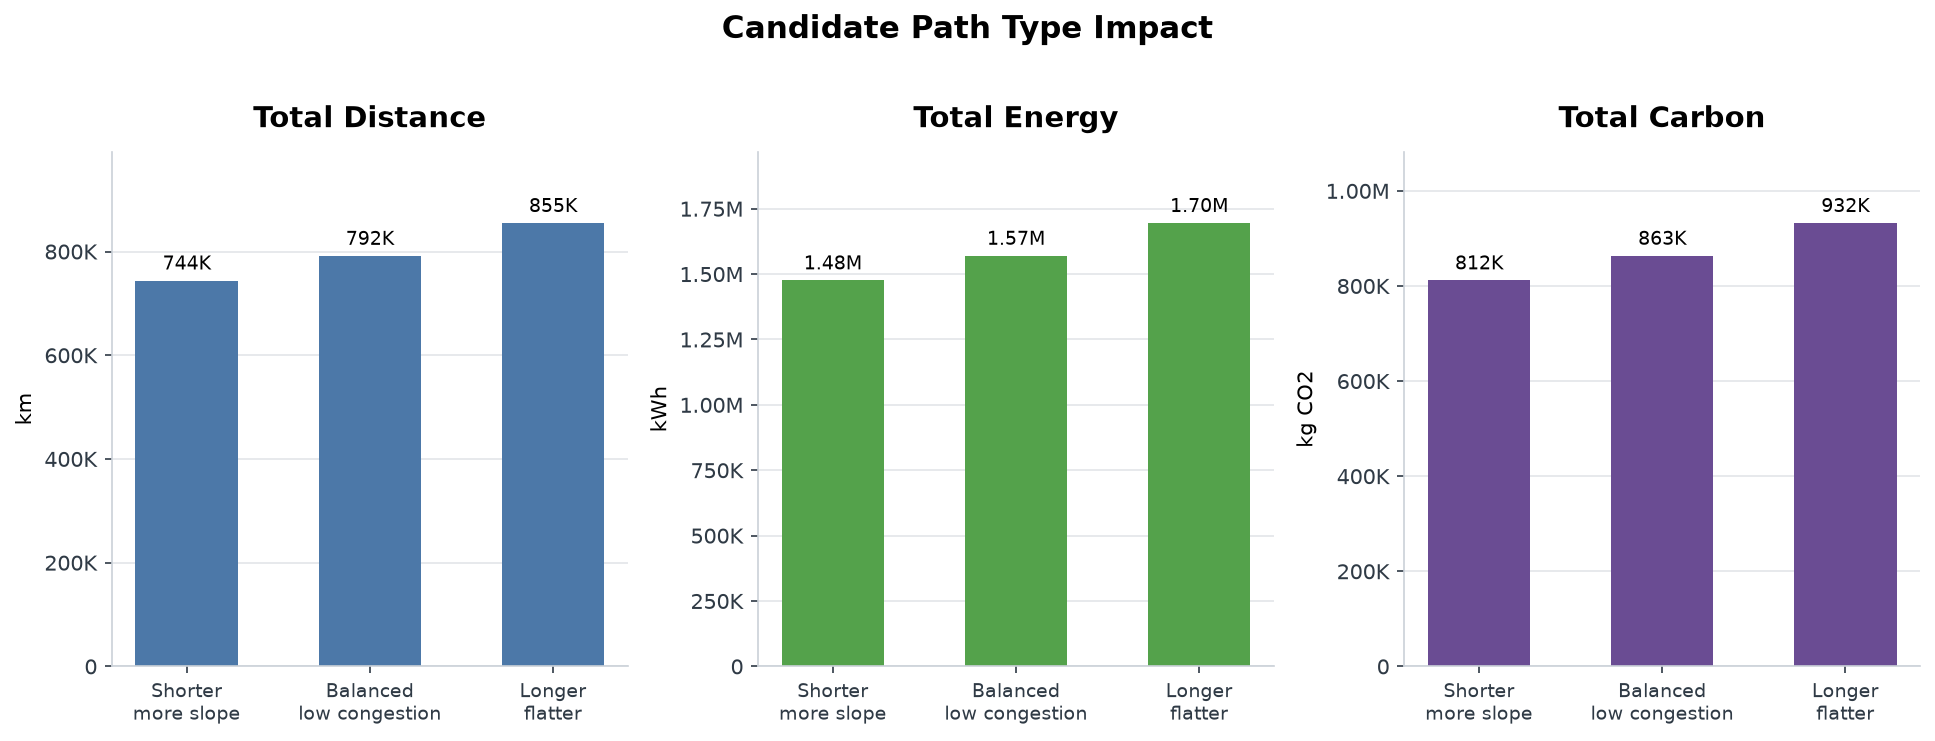 Candidate Path Type Impact
Total Distance
km
800K
600K
400K
200K
0
744K
792K
855K
Shorter
more slope
Balanced
low congestion
Longer
flatter
Total Energy
kWh
1.75M
1.50M
1.25M
1.00M
750K
500K
250K
0
1.48M
1.57M
1.70M
Shorter
more slope
Balanced
low congestion
Longer
flatter
Total Carbon
kg CO2
1.00M
800K
600K
400K
200K
0
812K
863K
932K
Shorter
more slope
Balanced
low congestion
Longer
flatter